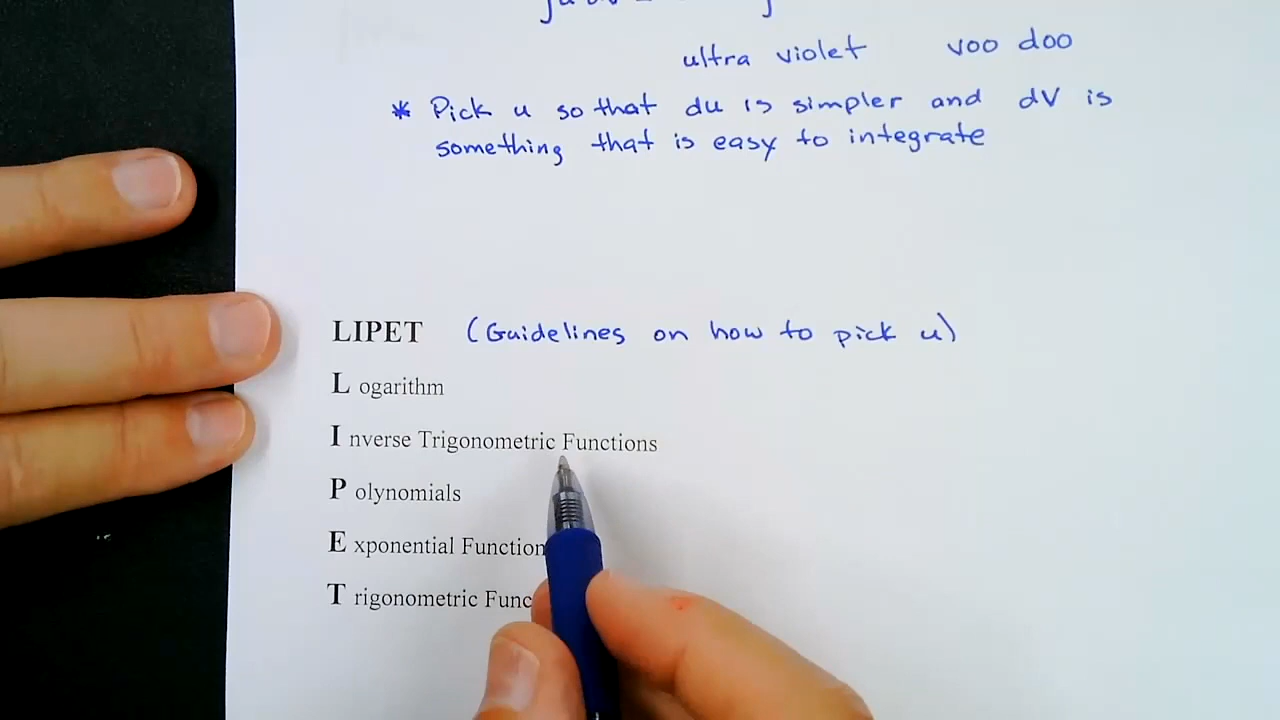 ultra violet voo doo
* Pick u so that du is simpler and dV is
something that is easy to integrate
LIPET (Guidelines on how to pick u)
L ogarithm
I nverse Trigonometric Functions
P olynomials
E xponential Function
T rigonometric Func